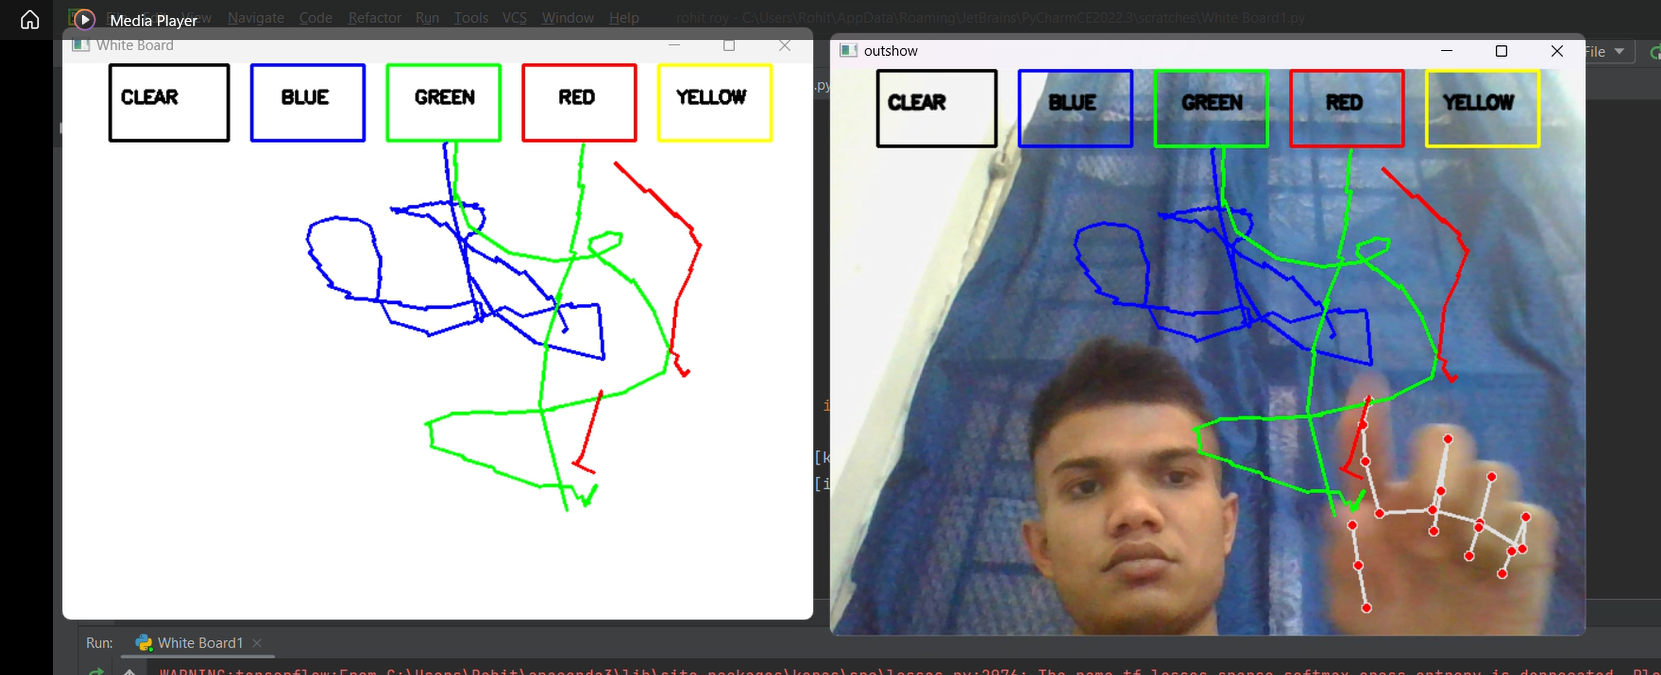 Media Player
View Navigate Code Refactor Run Tools VCS Window Help rohit roy - C:\Users\Rohit\AppData\Roaming\JetBrains\PyCharmCE2022.3\scratches\White Board1.py
White Board
CLEAR BLUE GREEN RED YELLOW
outshow
CLEAR BLUE GREEN RED YELLOW
File
.py
i
[k
[i
Run: White Board1
WARNING:tensorflow:From C:\Users\Rohit\anaconda3\lib\site-packages\keras\src\losses.py:2976: The name tf.losses.sparse_softmax_cross_entropy is deprecated. Ple